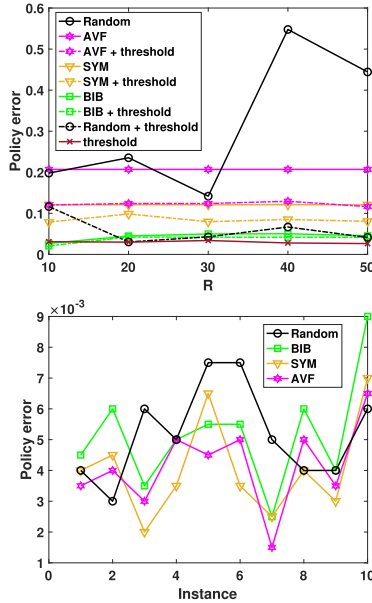 0.6
0.5
0.4
0.3
0.2
0.1
0
Policy error
Random
AVF
AVF + threshold
SYM
SYM + threshold
BIB
BIB + threshold
Random + threshold
threshold
10 20 30 40 50
R
×10⁻³
9
8
7
6
5
4
3
2
1
Policy error
Random
BIB
SYM
AVF
0 2 4 6 8 10
Instance